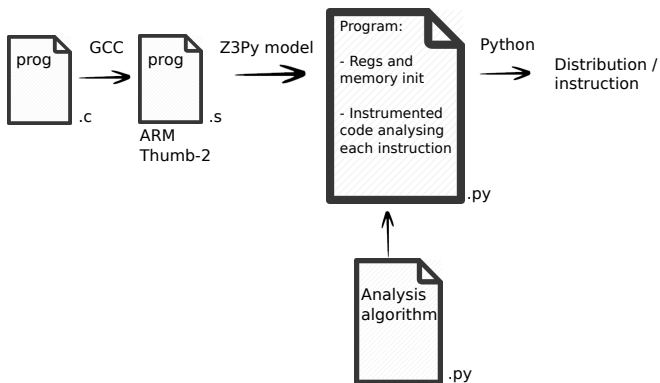 prog
.c
GCC
prog
.s
ARM
Thumb-2
Z3Py model
Program:
- Regs and
memory init
- Instrumented
code analysing
each instruction
.py
Python
Distribution /
instruction
Analysis
algorithm
.py